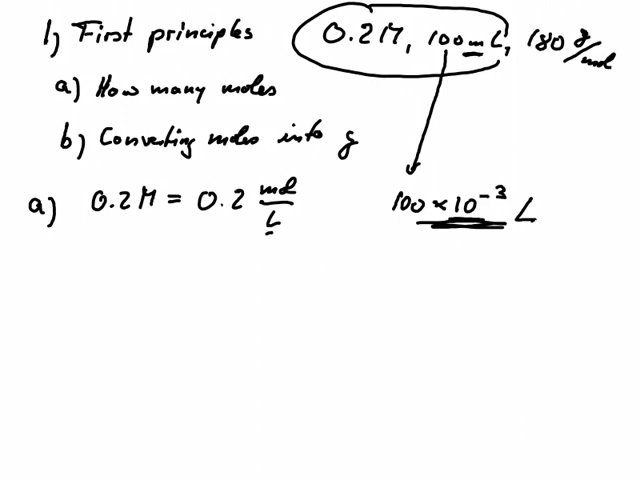 1) First principles 0.2M, 100mL, 180 g/mol
a) How many moles
b) Converting moles into g
a) 0.2M = 0.2 mol/L 100 × 10⁻³ L